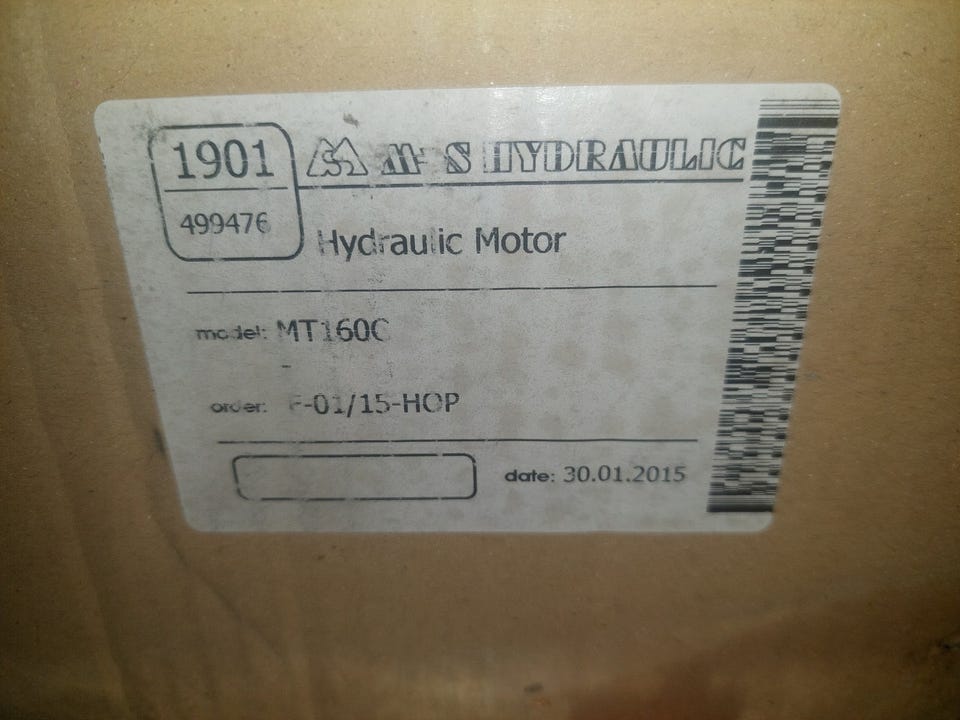 1901
499476
M+S HYDRAULIC
Hydraulic Motor
model: MT160C
-
order: F-01/15-HOP
date: 30.01.2015